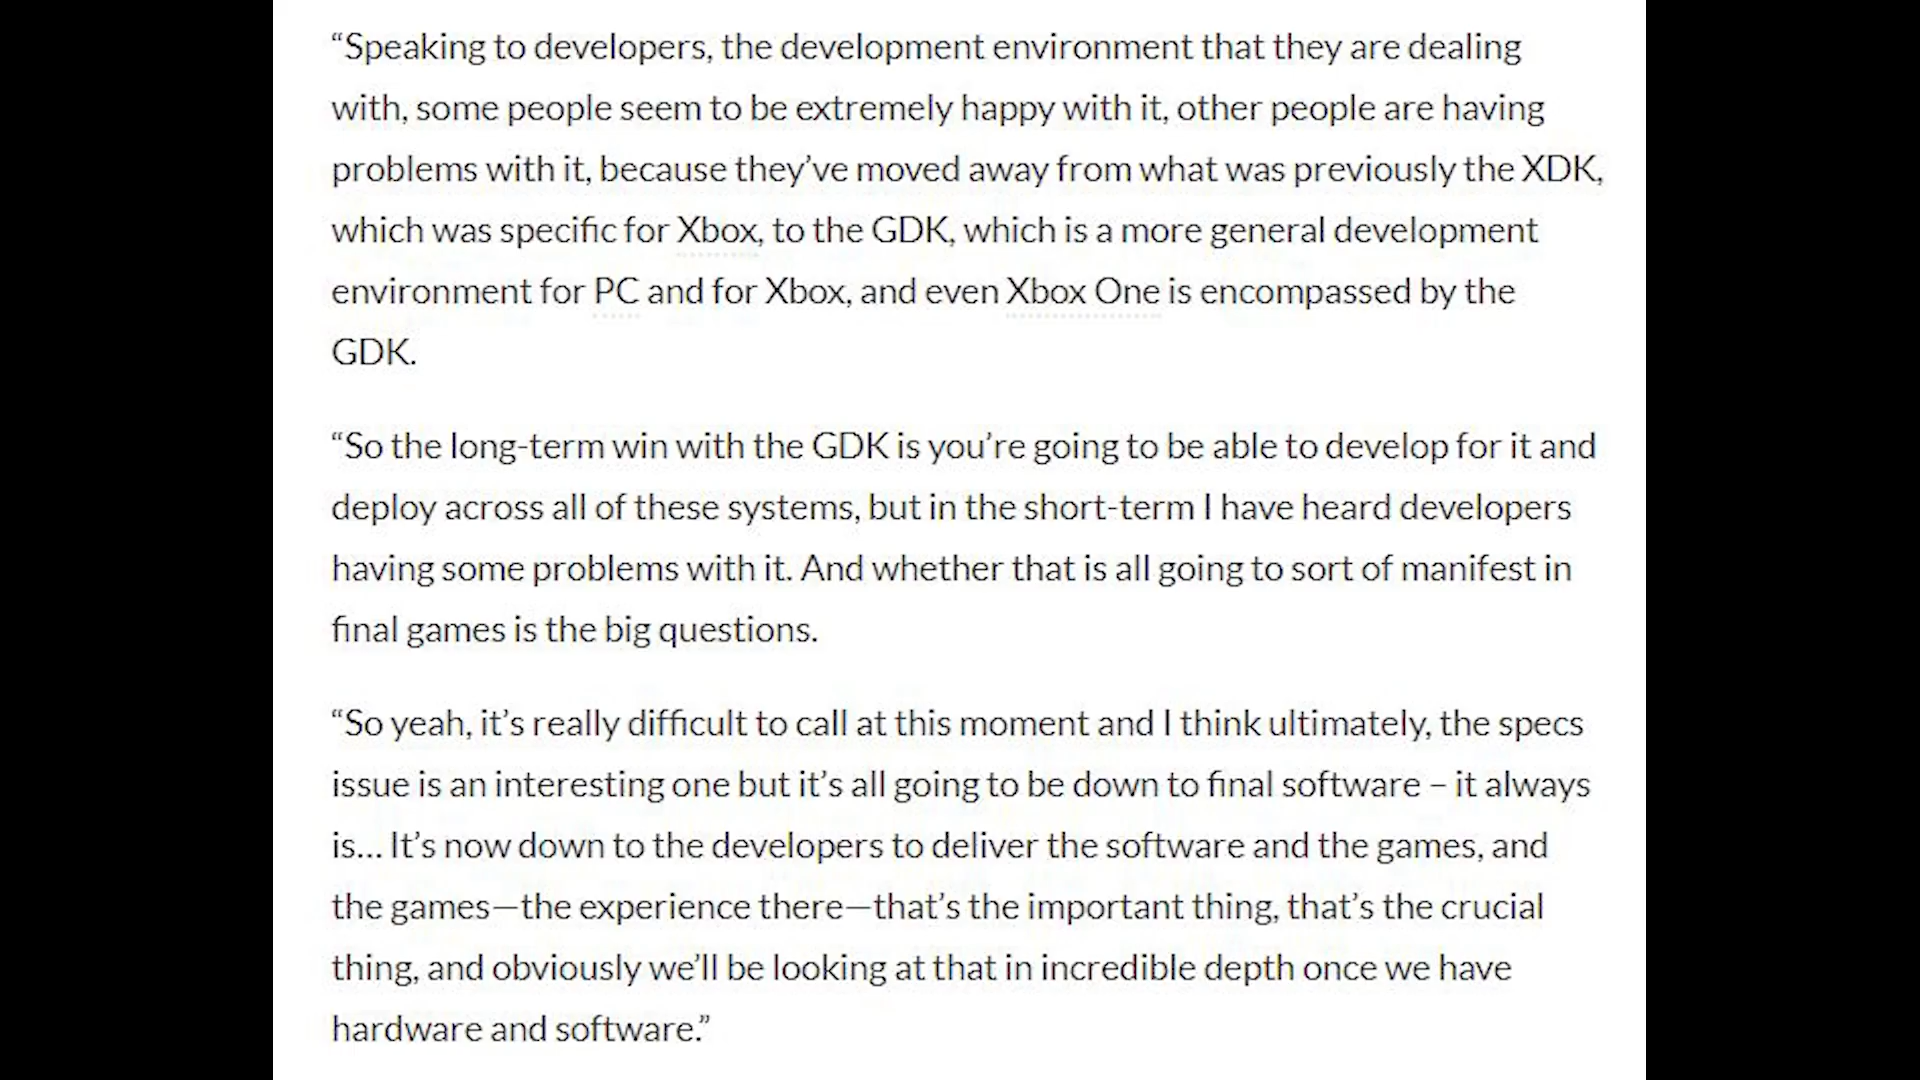 “Speaking to developers, the development environment that they are dealing
with, some people seem to be extremely happy with it, other people are having
problems with it, because they’ve moved away from what was previously the XDK,
which was specific for Xbox, to the GDK, which is a more general development
environment for PC and for Xbox, and even Xbox One is encompassed by the
GDK.
“So the long-term win with the GDK is you’re going to be able to develop for it and
deploy across all of these systems, but in the short-term I have heard developers
having some problems with it. And whether that is all going to sort of manifest in
final games is the big questions.
“So yeah, it’s really difficult to call at this moment and I think ultimately, the specs
issue is an interesting one but it’s all going to be down to final software – it always
is… It’s now down to the developers to deliver the software and the games, and
the games—the experience there—that’s the important thing, that’s the crucial
thing, and obviously we’ll be looking at that in incredible depth once we have
hardware and software.”